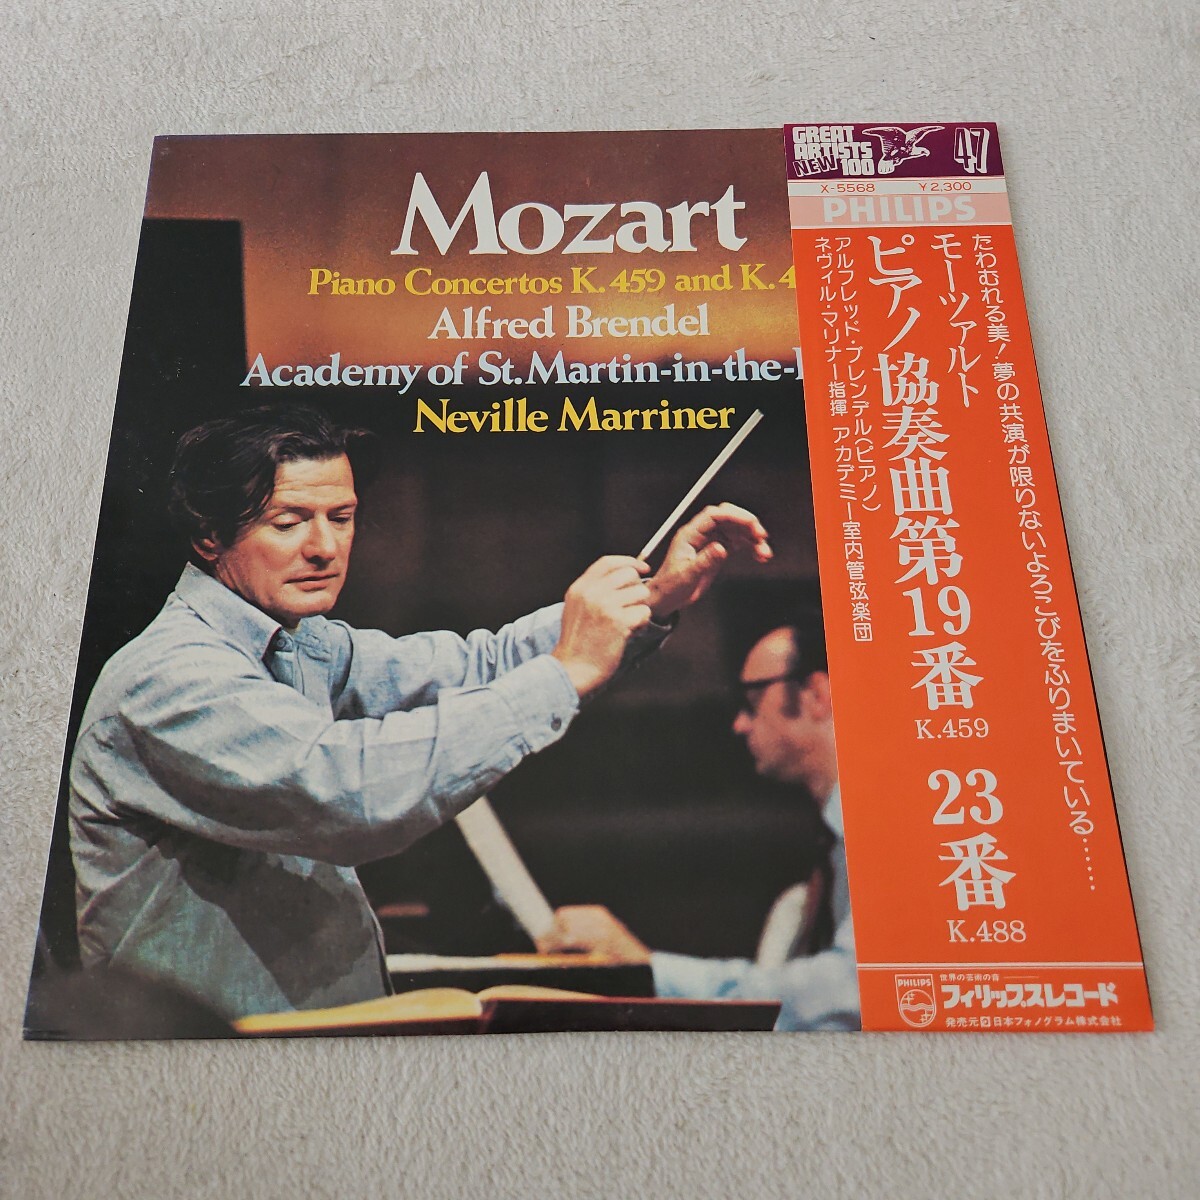 Mozart
Piano Concertos K.459 and K.4
Alfred Brendel
Academy of St.Martin-in-the-
Neville Marriner
GREAT
ARTISTS
NEW 100
47
X-5568 ¥2,300
PHILIPS
たわむれる美!夢の共演が限りないよろこびをふりまいている……
モーツァルト
ピアノ協奏曲第19番 K.459
23番 K.488
アルフレッド・ブレンデル(ピアノ)
ネヴィル・マリナー指揮 アカデミー室内管弦楽団
PHILIPS
世界の芸術の音
フィリップスレコード
発売元 日本フォノグラム株式会社